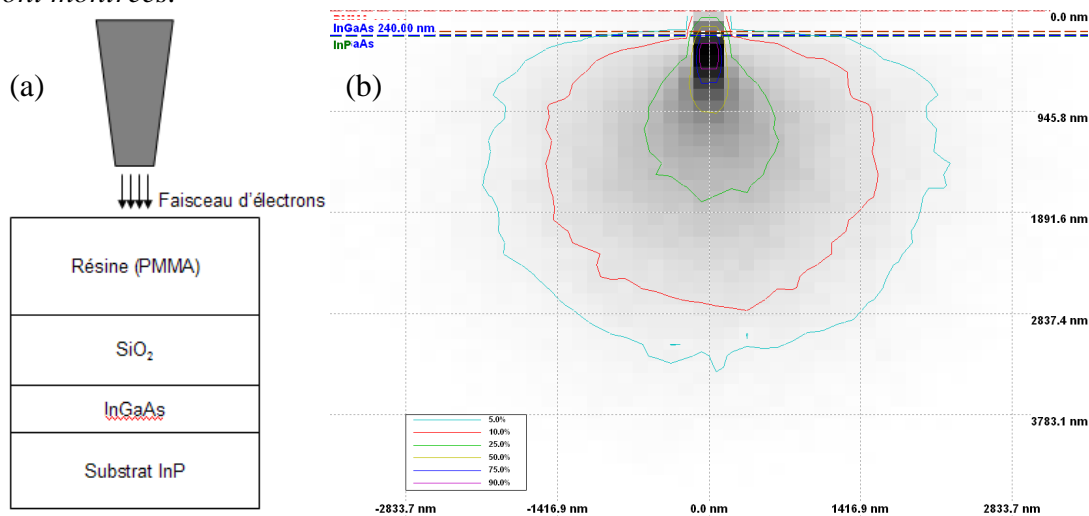 ont montrées.
(a)
Faisceau d'électrons
Résine (PMMA)
SiO₂
InGaAs
Substrat InP
(b)
InGaAs 240.00 nm
0.0 nm
945.8 nm
1891.6 nm
2837.4 nm
3783.1 nm
5.0%
10.0%
25.0%
50.0%
75.0%
90.0%
-2833.7 nm
-1416.9 nm
0.0 nm
1416.9 nm
2833.7 nm